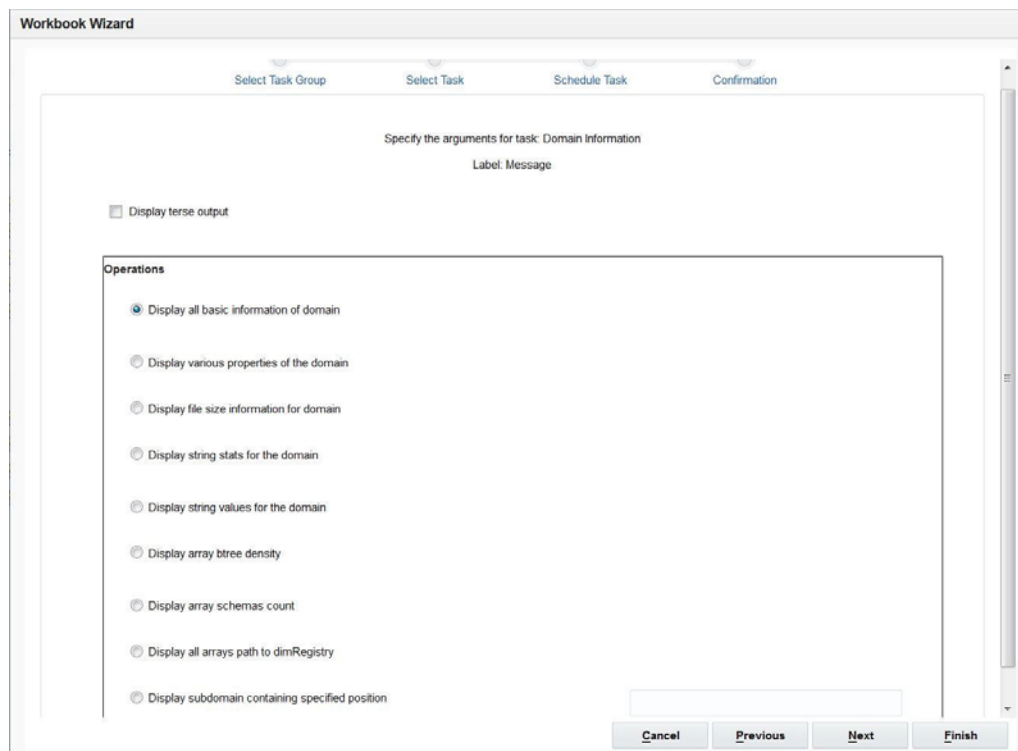 Workbook Wizard
Select Task Group Select Task Schedule Task Confirmation
Specify the arguments for task: Domain Information
Label: Message
Display terse output
Operations
Display all basic information of domain
Display various properties of the domain
Display file size information for domain
Display string stats for the domain
Display string values for the domain
Display array btree density
Display array schemas count
Display all arrays path to dimRegistry
Display subdomain containing specified position
Cancel Previous Next Finish